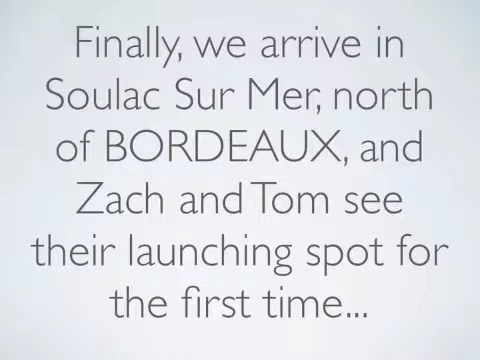 Finally, we arrive in
Soulac Sur Mer, north
of BORDEAUX, and
Zach and Tom see
their launching spot for
the first time...